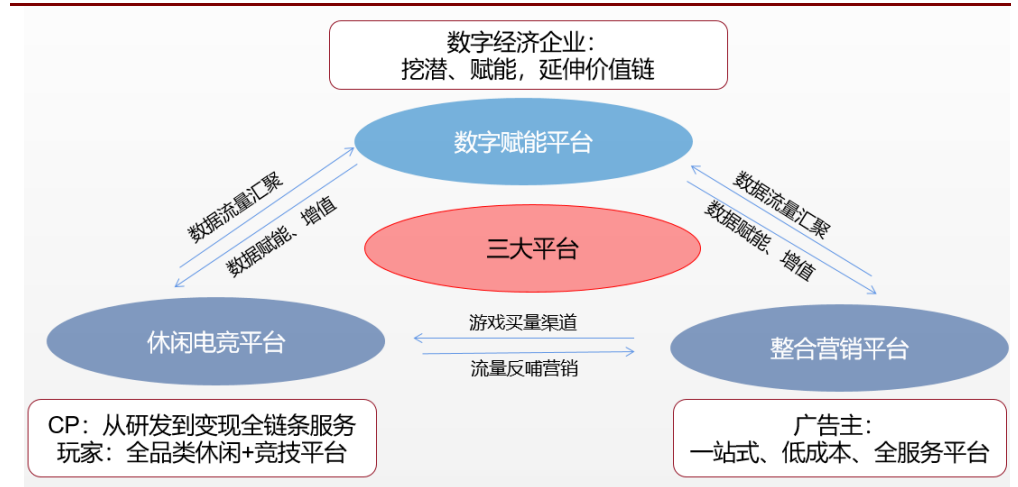 数字经济企业：
挖潜、赋能，延伸价值链
数字赋能平台
数据流量汇聚
数据赋能、增值
数据流量汇聚
数据赋能、增值
三大平台
休闲电竞平台
游戏买量渠道
流量反哺营销
整合营销平台
CP：从研发到变现全链条服务
玩家：全品类休闲+竞技平台
广告主：
一站式、低成本、全服务平台